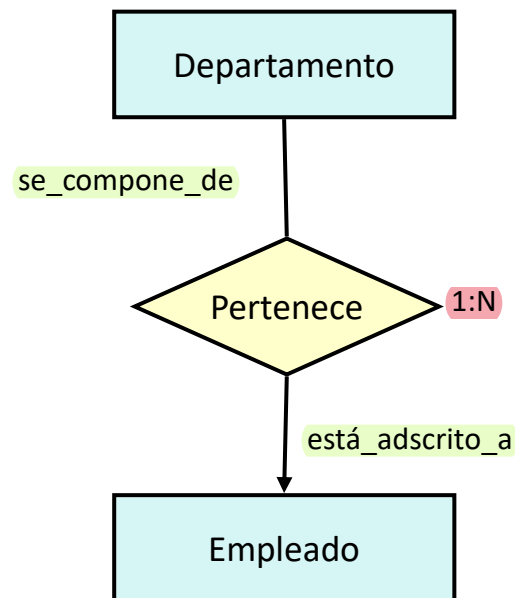 Departamento
se_compone_de
Pertenece
1:N
está_adscrito_a
Empleado